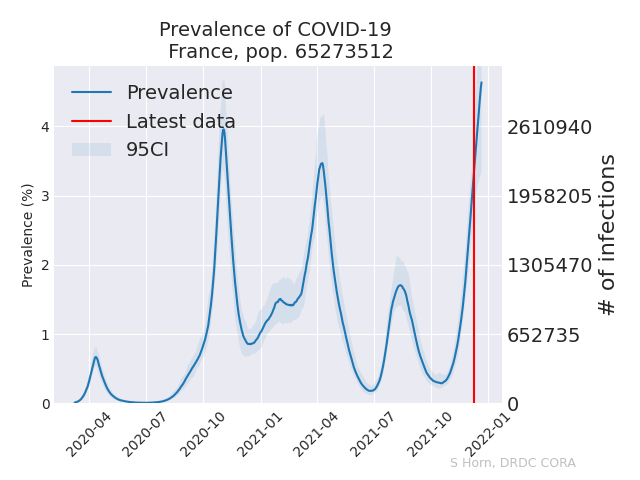 Prevalence of COVID-19
France, pop. 65273512
Prevalence
Latest data
95CI
Prevalence (%)
4
3
2
1
0
2610940
1958205
1305470
652735
0
# of infections
2020-04
2020-07
2020-10
2021-01
2021-04
2021-07
2021-10
2022-01
S Horn, DRDC CORA